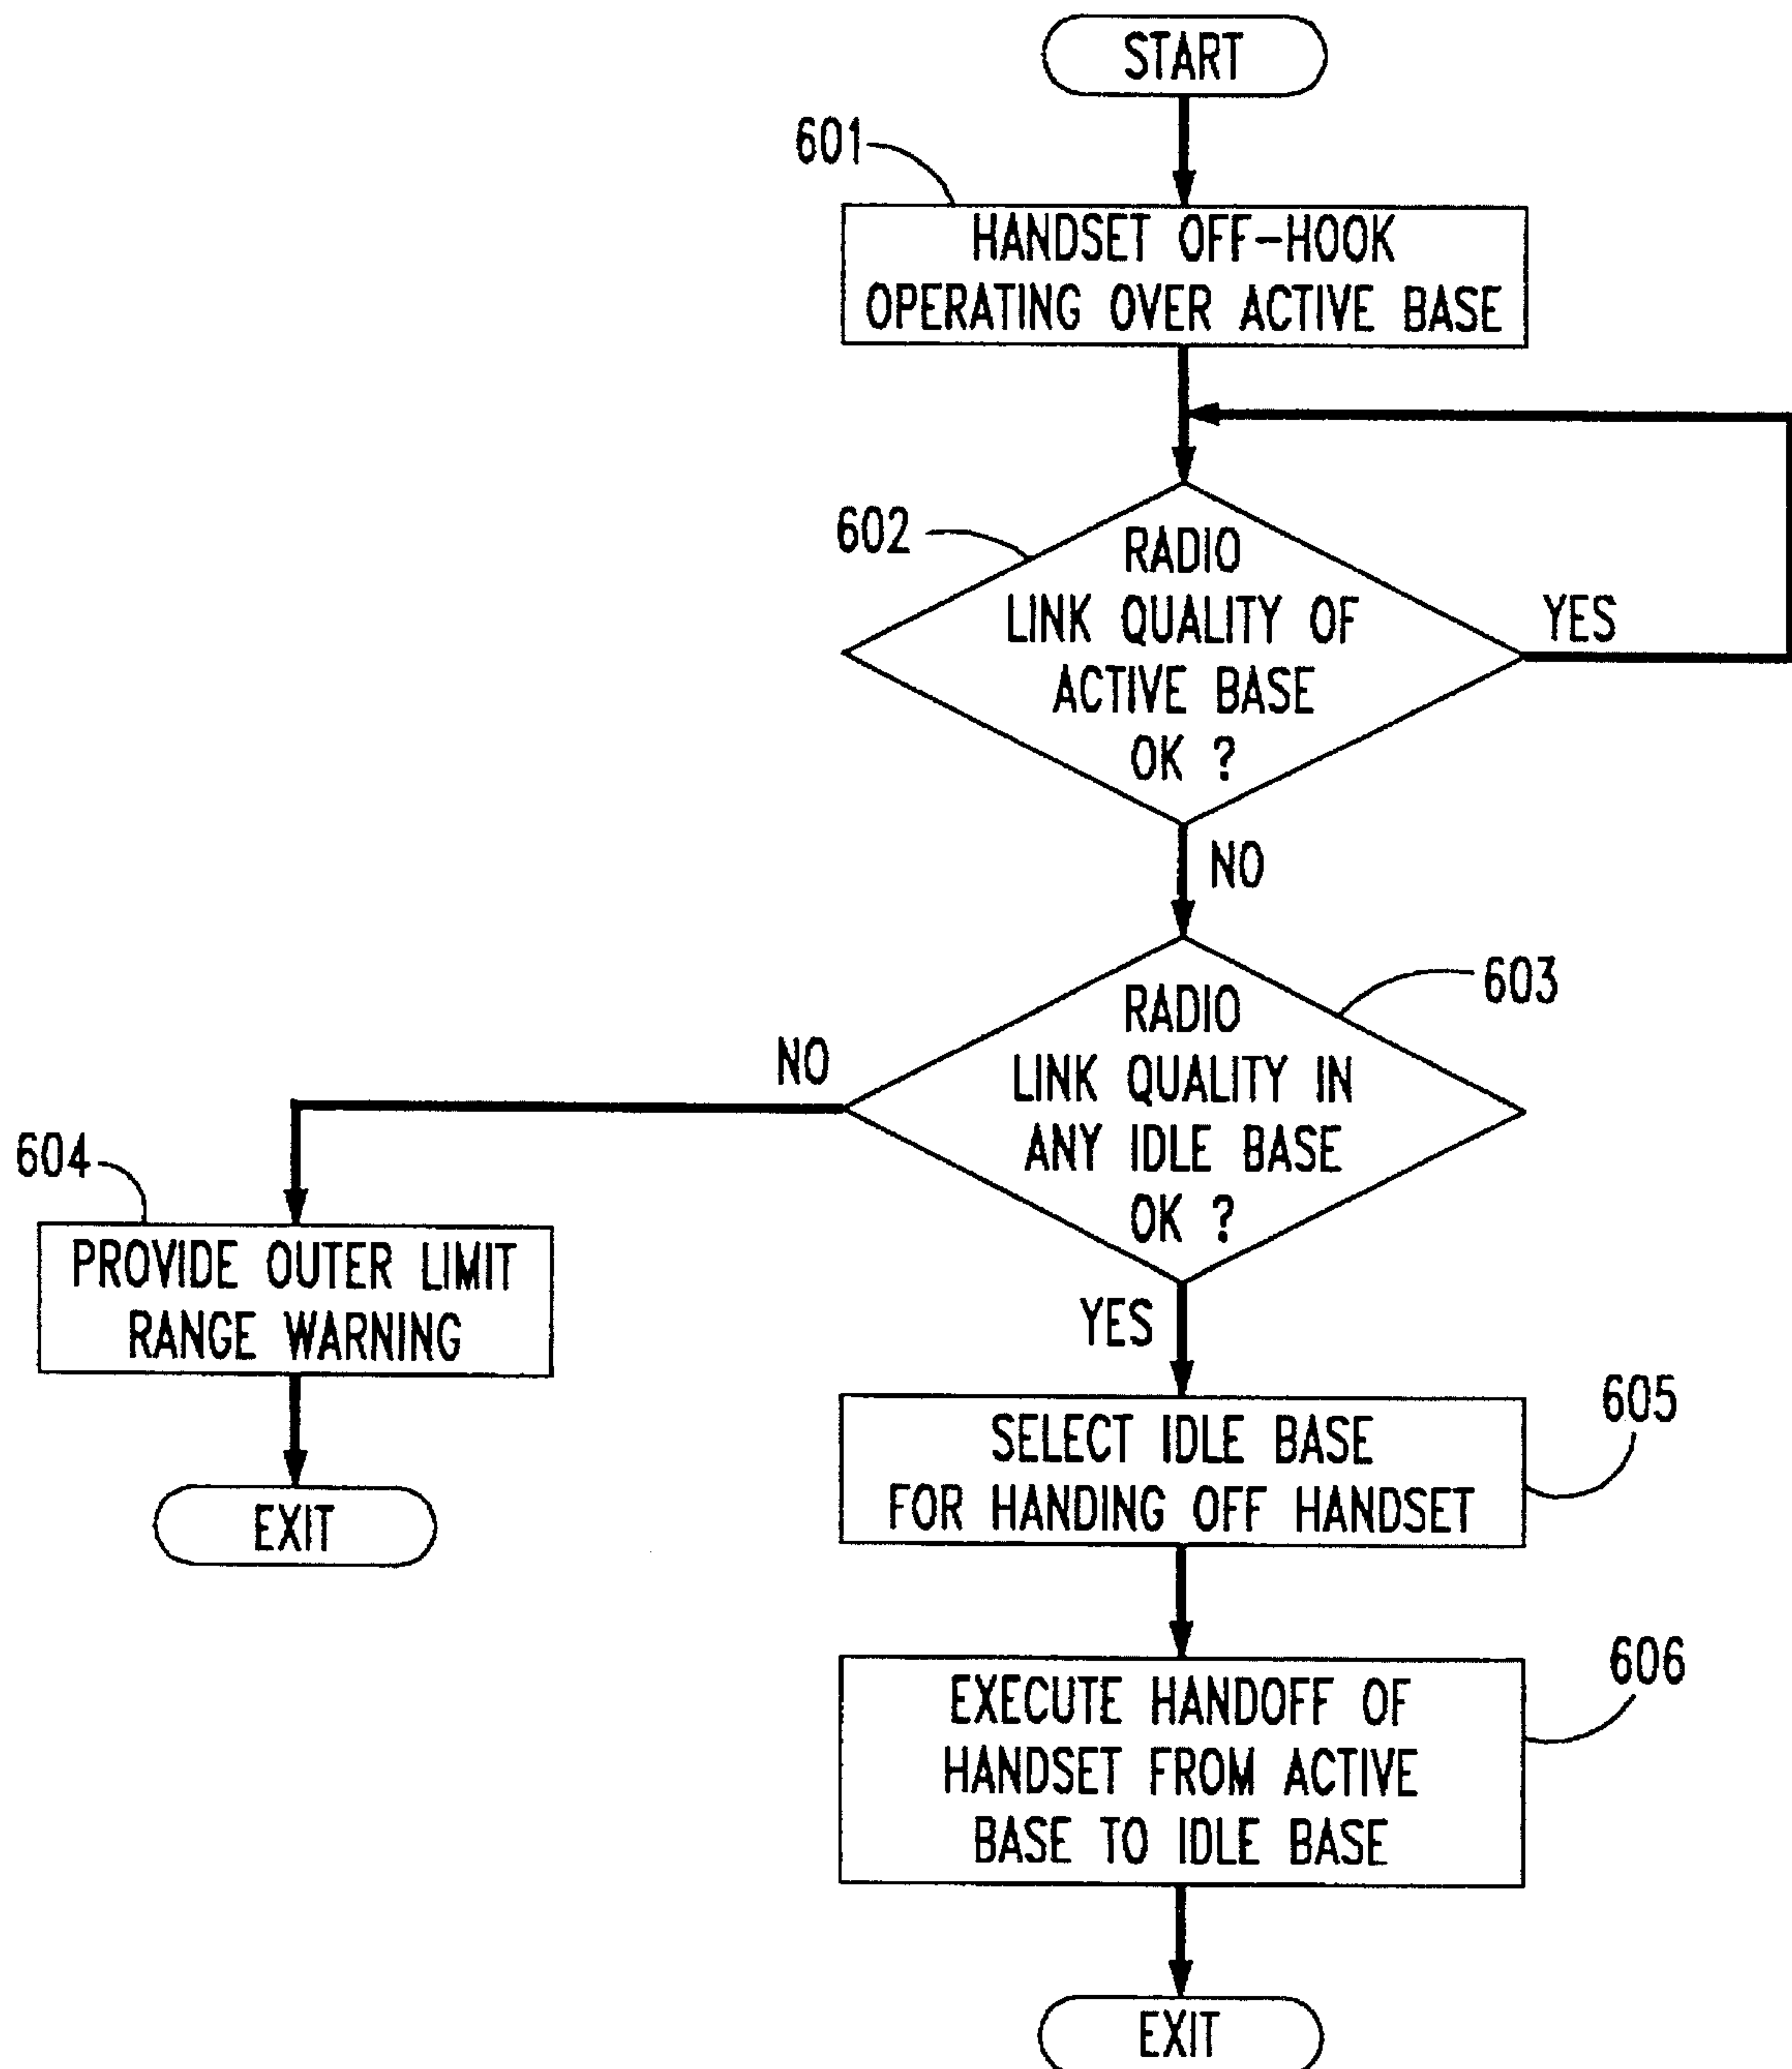 START
601
HANDSET OFF-HOOK
OPERATING OVER ACTIVE BASE
602
RADIO
LINK QUALITY OF
ACTIVE BASE
OK ?
YES
NO
603
RADIO
LINK QUALITY IN
ANY IDLE BASE
OK ?
NO
604
PROVIDE OUTER LIMIT
RANGE WARNING
EXIT
YES
605
SELECT IDLE BASE
FOR HANDING OFF HANDSET
606
EXECUTE HANDOFF OF
HANDSET FROM ACTIVE
BASE TO IDLE BASE
EXIT